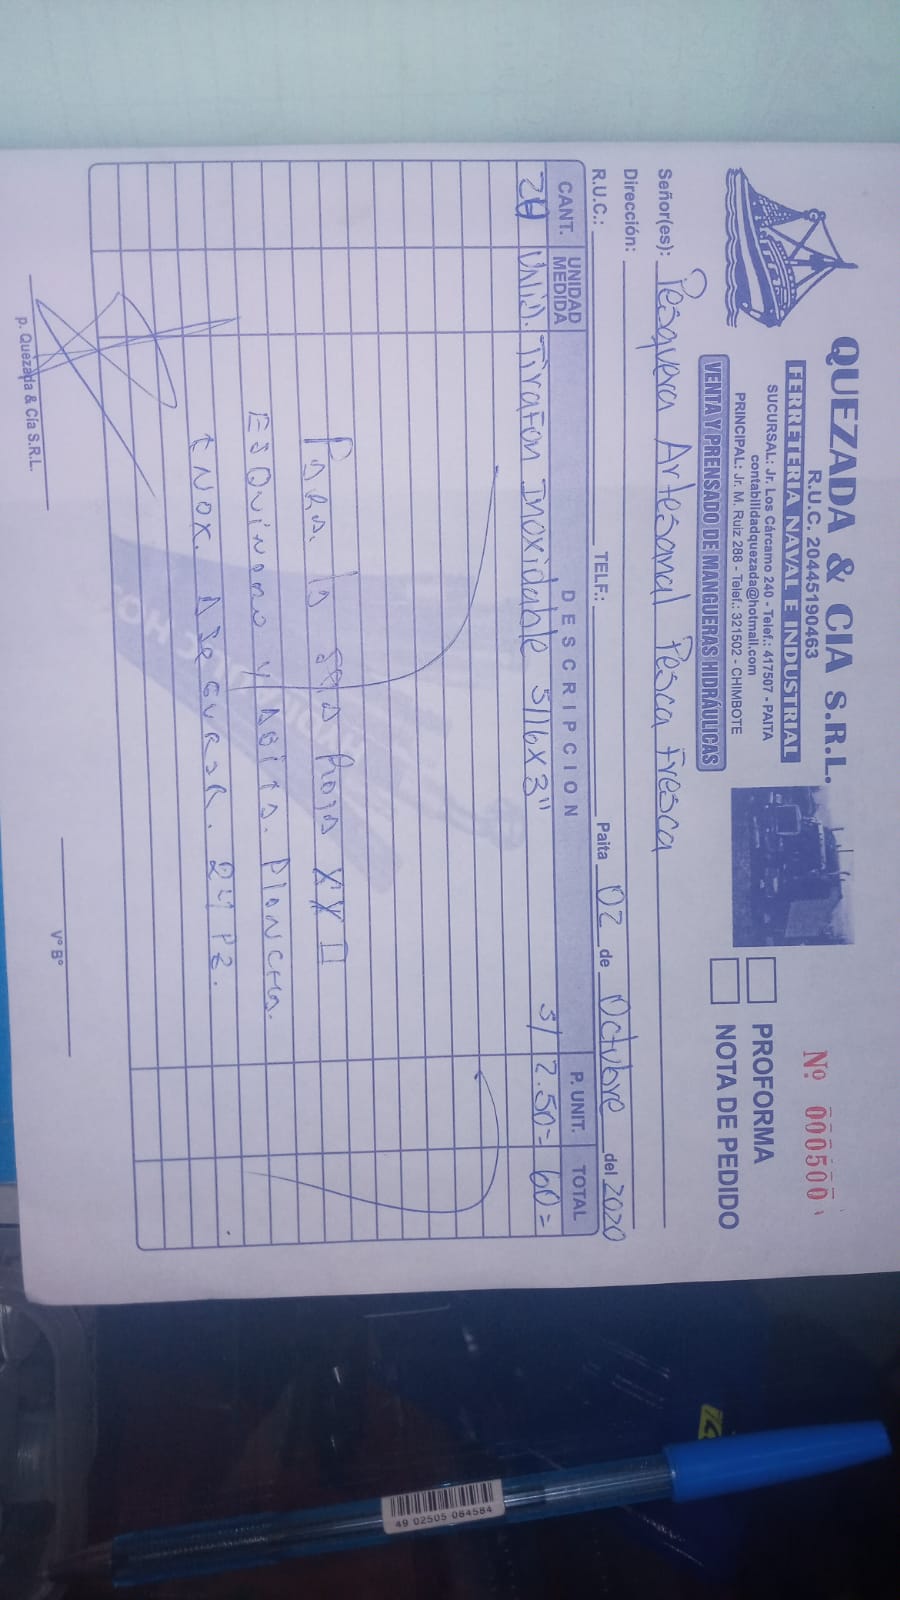 QUEZADA & CIA S.R.L.
R.U.C. 20445190463
FERRETERIA NAVAL E INDUSTRIAL
SUCURSAL: Jr. Los Cárcamo 240 - Telef.: 417507 - PAITA
contabilidadquezada@hotmail.com
PRINCIPAL: Jr. M. Ruiz 288 - Telef.: 321502 - CHIMBOTE
VENTA Y PRENSADO DE MANGUERAS HIDRÁULICAS
Nº 000500
PROFORMA
NOTA DE PEDIDO
Señor(es): Pesquera Artesanal Pesca Fresca
Dirección:
R.U.C.: TELF.: Paita 02 de Octubre del 2020
CANT. UNIDAD MEDIDA DESCRIPCION P. UNIT. TOTAL
24 Unid. Tirafon Inoxidable 5/16x3" S/ 2.50= 60=
Para la Roja XXII
ESQUINERO Y Plancha.
INOX. ASEGURAR. 24 PZ.
p. Quezada & Cía S.R.L.
Vº Bº
49 02505 084584